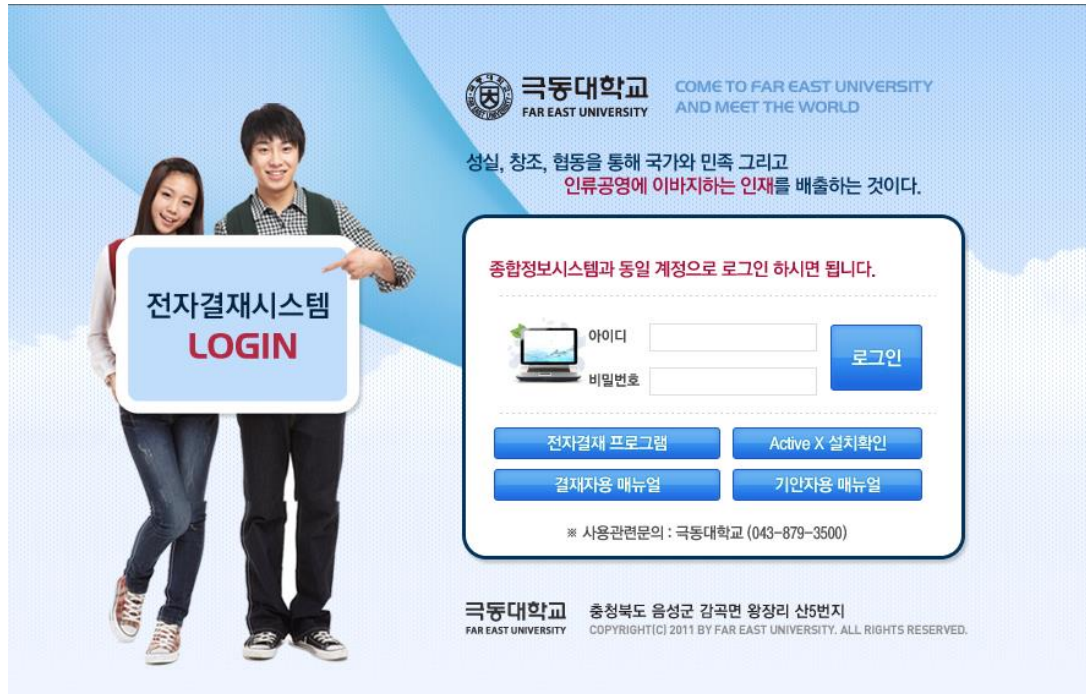 극동대학교
FAR EAST UNIVERSITY
COME TO FAR EAST UNIVERSITY
AND MEET THE WORLD
성실, 창조, 협동을 통해 국가와 민족 그리고
인류공영에 이바지하는 인재를 배출하는 것이다.
전자결재시스템
LOGIN
종합정보시스템과 동일 계정으로 로그인 하시면 됩니다.
아이디
비밀번호
로그인
전자결재 프로그램
Active X 설치확인
결재자용 매뉴얼
기안자용 매뉴얼
※ 사용관련문의 : 극동대학교 (043-879-3500)
극동대학교
FAR EAST UNIVERSITY
충청북도 음성군 감곡면 왕장리 산5번지
COPYRIGHT(C) 2011 BY FAR EAST UNIVERSITY. ALL RIGHTS RESERVED.